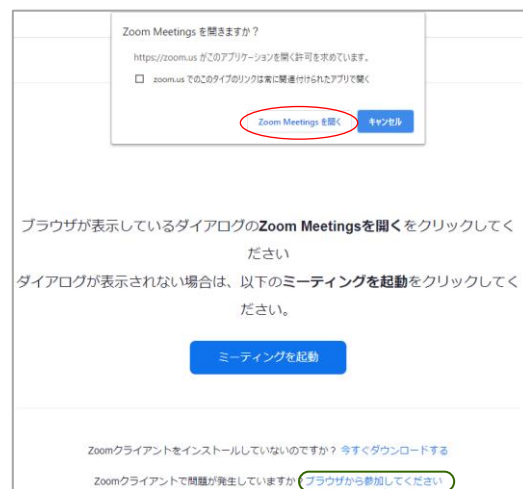 Zoom Meetings を開きますか？
https://zoom.us がこのアプリケーションを開く許可を求めています。
zoom.us でのこのタイプのリンクは常に関連付けられたアプリで開く
Zoom Meetings を開く
キャンセル
ブラウザが表示しているダイアログのZoom Meetingsを開くをクリックしてく
ださい
ダイアログが表示されない場合は、以下のミーティングを起動をクリックしてく
ださい。
ミーティングを起動
Zoomクライアントをインストールしていないのですか？ 今すぐダウンロードする
Zoomクライアントで問題が発生していますか？ブラウザから参加してください